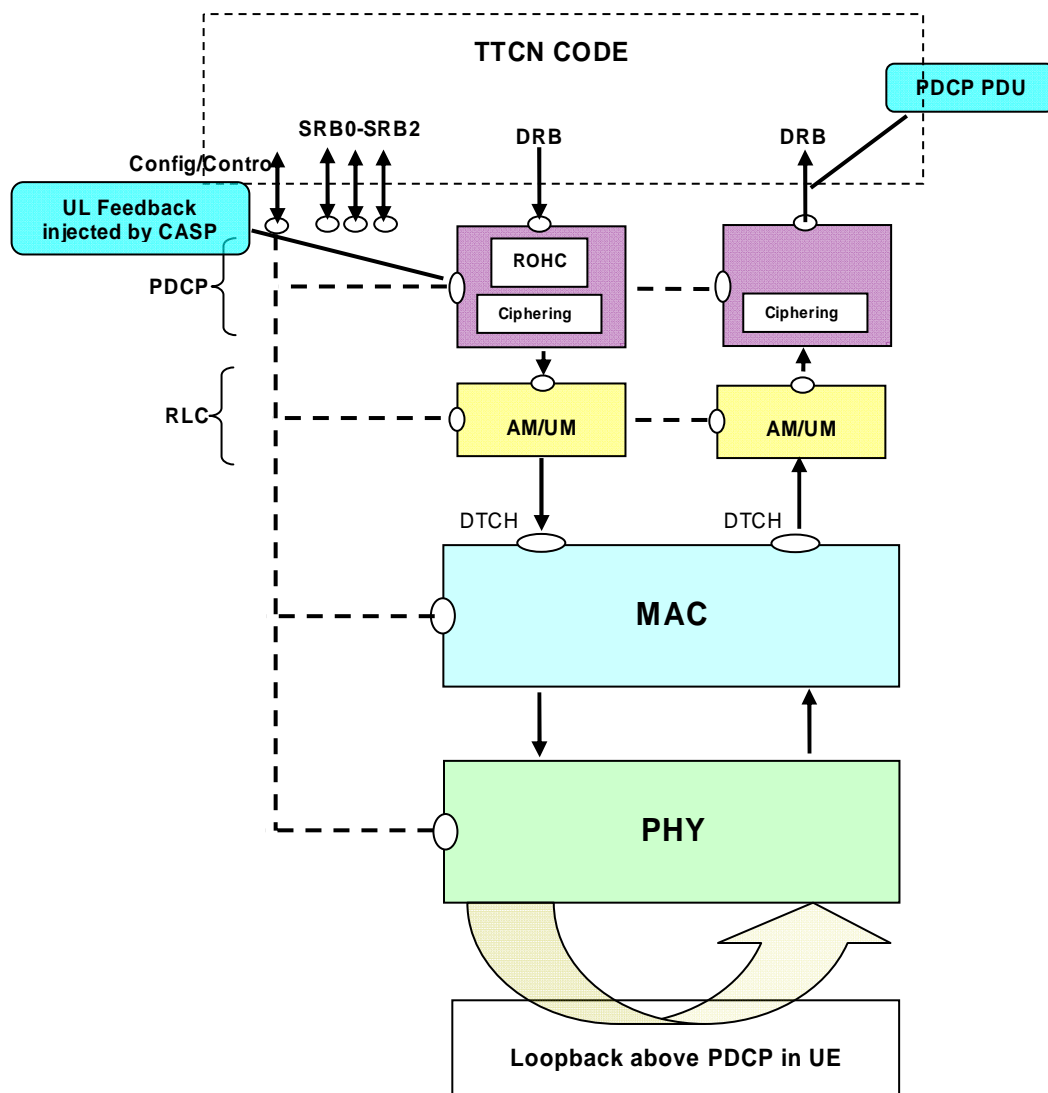 TTCN CODE
PDCP PDU
SRB0-SRB2
DRB
DRB
Config/Contro
UL Feedback
injected by CASP
ROHC
PDCP
Ciphering
Ciphering
RLC
AM/UM
AM/UM
DTCH
DTCH
MAC
PHY
Loopback above PDCP in UE